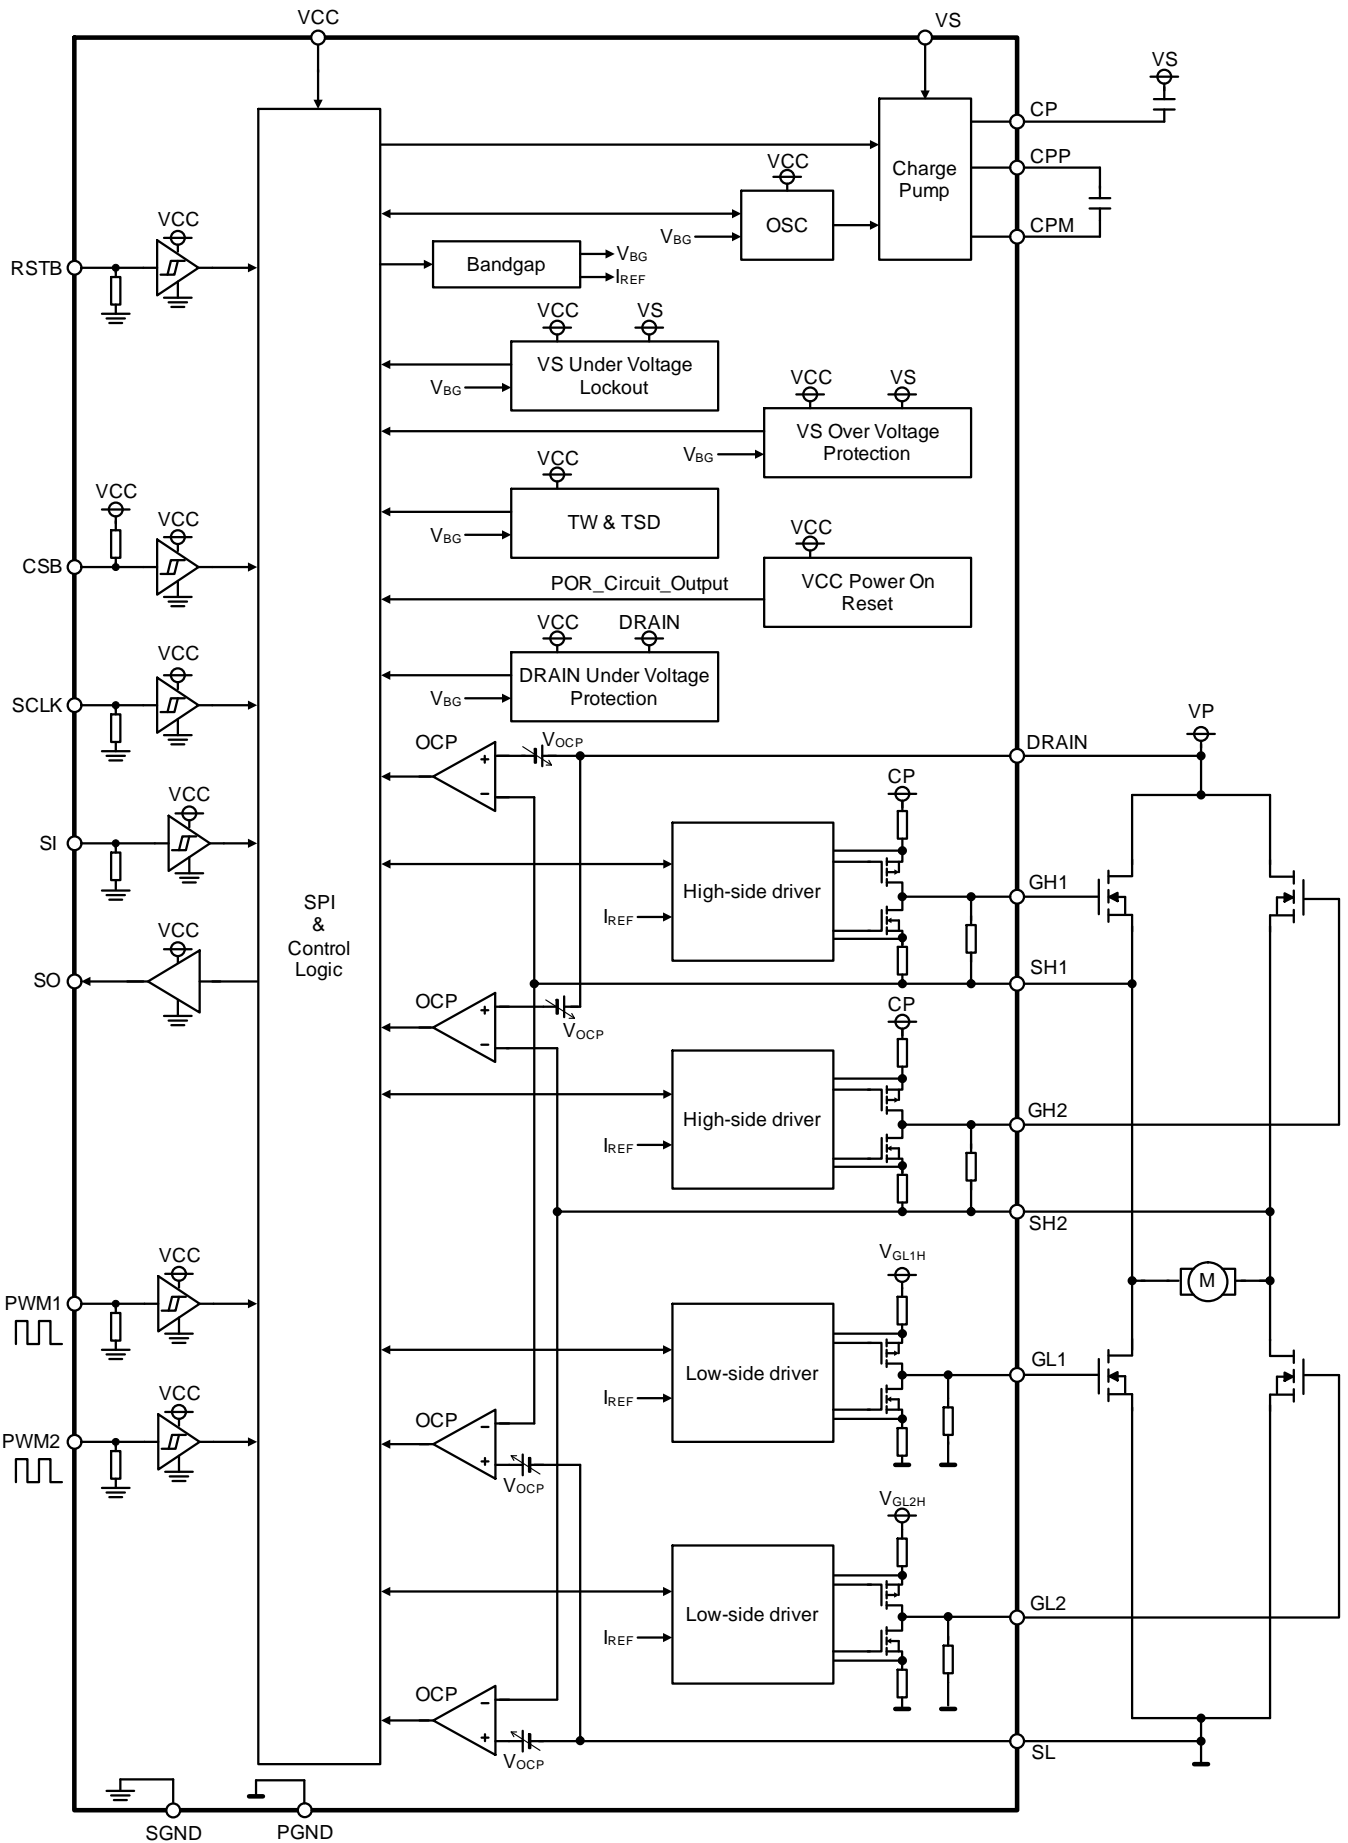 VCC
VS
VS
CP
CPP
CPM
Charge
Pump
VCC
OSC
VBG
Bandgap
VBG
IREF
VCC
RSTB
VCC
VS
VS Under Voltage
Lockout
VBG
VCC
VS
VS Over Voltage
Protection
VBG
VCC
TW & TSD
VBG
VCC
VCC
CSB
VCC
VCC Power On
Reset
POR_Circuit_Output
VCC
DRAIN
DRAIN Under Voltage
Protection
VBG
VCC
SCLK
OCP
+
−
VOCP
DRAIN
VP
VCC
SI
CP
High-side driver
IREF
GH1
SH1
SPI
&
Control
Logic
VCC
SO
OCP
+
−
VOCP
CP
High-side driver
IREF
GH2
SH2
VCC
PWM1
VGL1H
Low-side driver
IREF
GL1
M
VCC
PWM2
OCP
−
+
VOCP
VGL2H
Low-side driver
IREF
GL2
OCP
−
+
VOCP
SL
SGND
PGND